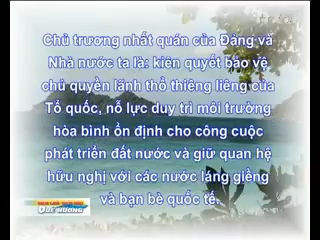 Chủ trương nhất quán của Đảng và
Nhà nước ta là: kiên quyết bảo vệ
chủ quyền lãnh thổ thiêng liêng của
Tổ quốc, nỗ lực duy trì môi trường
hòa bình ổn định cho công cuộc
phát triển đất nước và giữ quan hệ
hữu nghị với các nước láng giềng
và bạn bè quốc tế.
QUÊ HƯƠNG